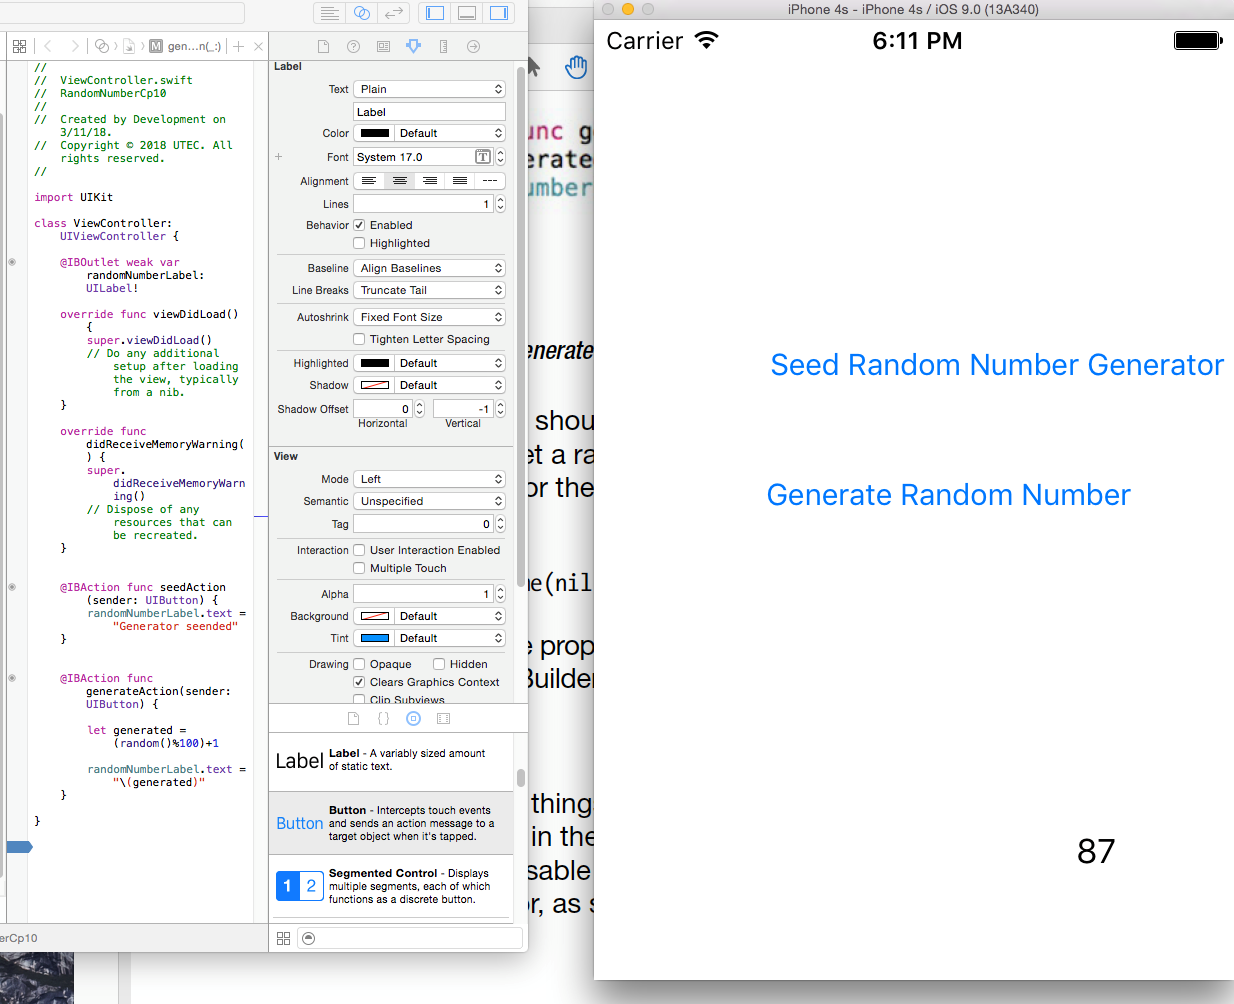 iPhone 4s - iPhone 4s / iOS 9.0 (13A340)
Carrier
6:11 PM
Seed Random Number Generator
Generate Random Number
87
M gen...n(_:)
//
// ViewController.swift
// RandomNumberCp10
//
// Created by Development on
3/11/18.
// Copyright © 2018 UTEC. All
rights reserved.
//
import UIKit
class ViewController:
UIViewController {
@IBOutlet weak var
randomNumberLabel:
UILabel!
override func viewDidLoad()
{
super.viewDidLoad()
// Do any additional
setup after loading
the view, typically
from a nib.
}
override func
didReceiveMemoryWarning(
) {
super.
didReceiveMemoryWarn
ing()
// Dispose of any
resources that can
be recreated.
}
@IBAction func seedAction
(sender: UIButton) {
randomNumberLabel.text =
"Generator seended"
}
@IBAction func
generateAction(sender:
UIButton) {
let generated =
(random()%100)+1
randomNumberLabel.text =
"\(generated)"
}
}
erCp10
Label
Text Plain
Label
Color Default
Font System 17.0 T
Alignment
Lines 1
Behavior Enabled
Highlighted
Baseline Align Baselines
Line Breaks Truncate Tail
Autoshrink Fixed Font Size
Tighten Letter Spacing
Highlighted Default
Shadow Default
Shadow Offset 0 -1
Horizontal Vertical
View
Mode Left
Semantic Unspecified
Tag 0
Interaction User Interaction Enabled
Multiple Touch
Alpha 1
Background Default
Tint Default
Drawing Opaque Hidden
Clears Graphics Context
Clip Subviews
Label Label - A variably sized amount
of static text.
Button Button - Intercepts touch events
and sends an action message to a
target object when it's tapped.
1 2 Segmented Control - Displays
multiple segments, each of which
functions as a discrete button.
unc g
erate
umber
enerate
shou
et a ra
or the
e(nil
prop
Builder
thing
in the
sable
r, as s